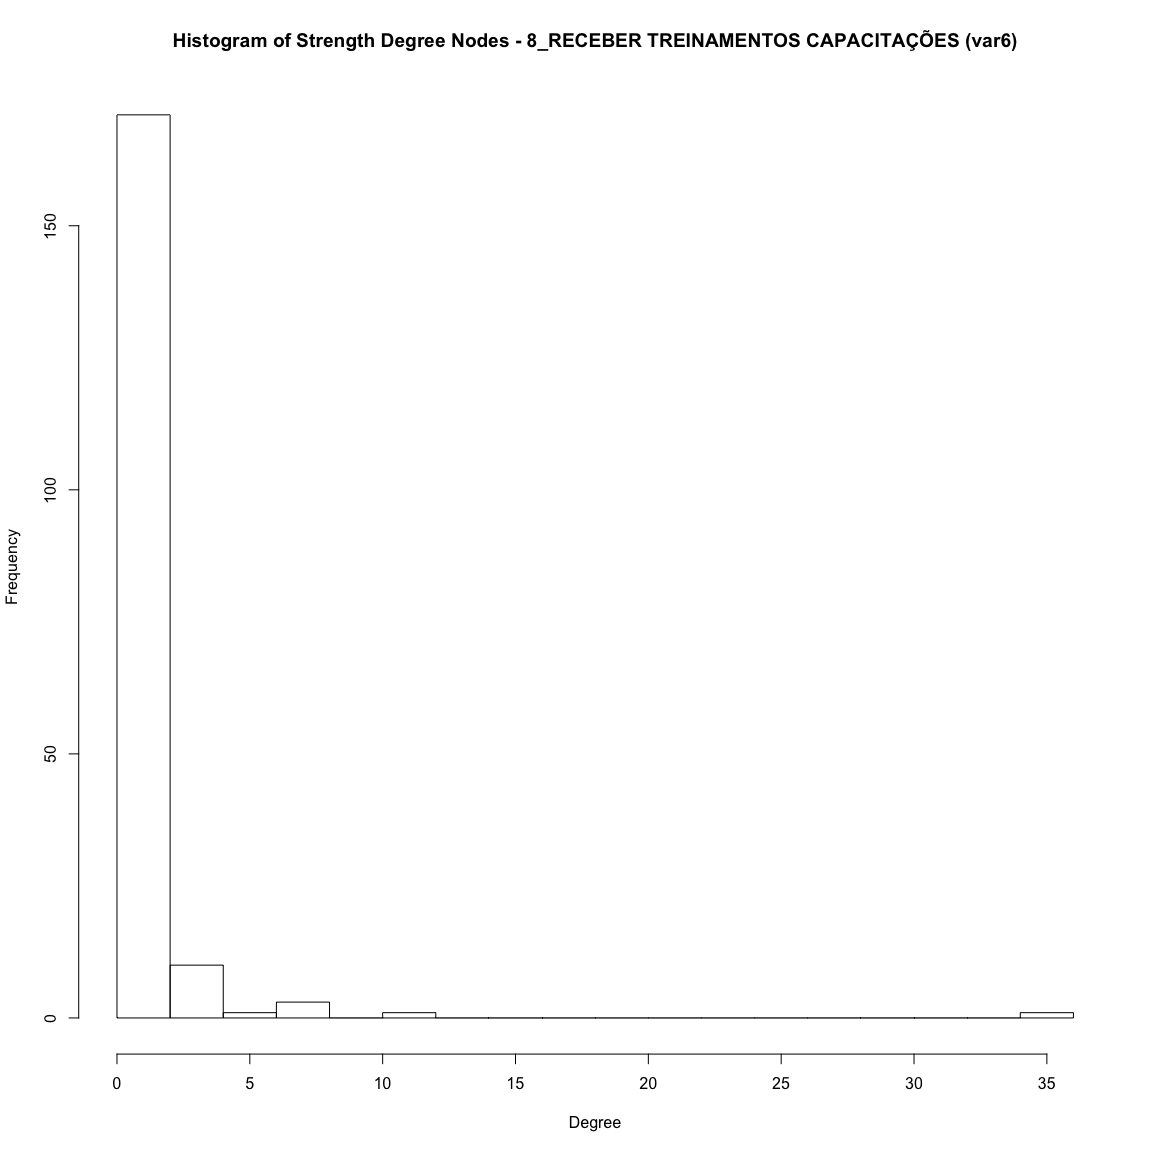 Histogram of Strength Degree Nodes - 8_RECEBER TREINAMENTOS CAPACITAÇÕES (var6)
Frequency
150
100
50
0
0 5 10 15 20 25 30 35
Degree